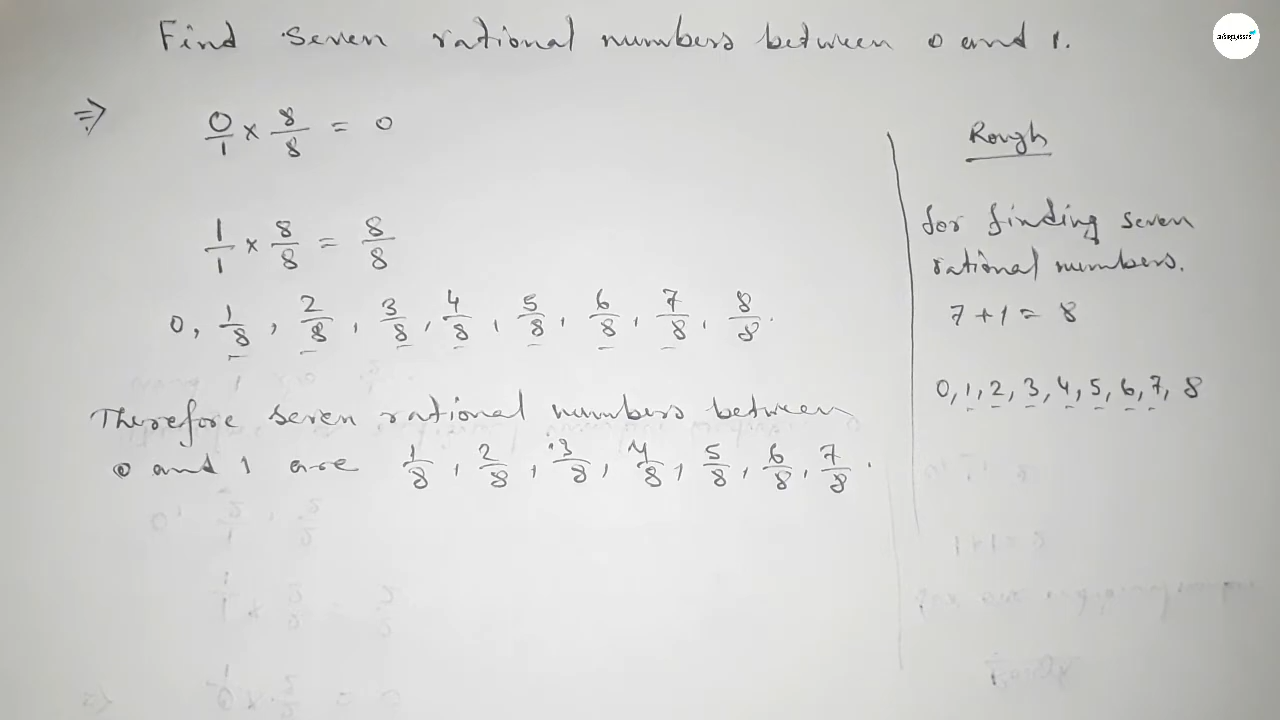 Find seven rational numbers between 0 and 1.
⇒ 0/1 × 8/8 = 0
1/1 × 8/8 = 8/8
0, 1/8, 2/8, 3/8, 4/8, 5/8, 6/8, 7/8, 8/8.
Therefore seven rational numbers between
0 and 1 are 1/8, 2/8, 3/8, 4/8, 5/8, 6/8, 7/8.
Rough
for finding seven
rational numbers.
7 + 1 = 8
0, 1, 2, 3, 4, 5, 6, 7, 8